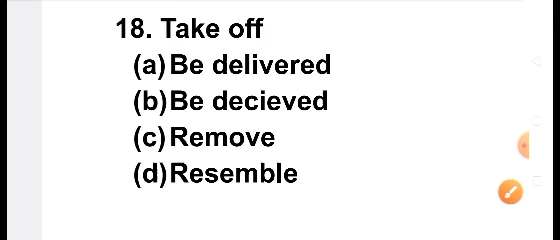 18. Take off
(a) Be delivered
(b) Be decieved
(c) Remove
(d) Resemble